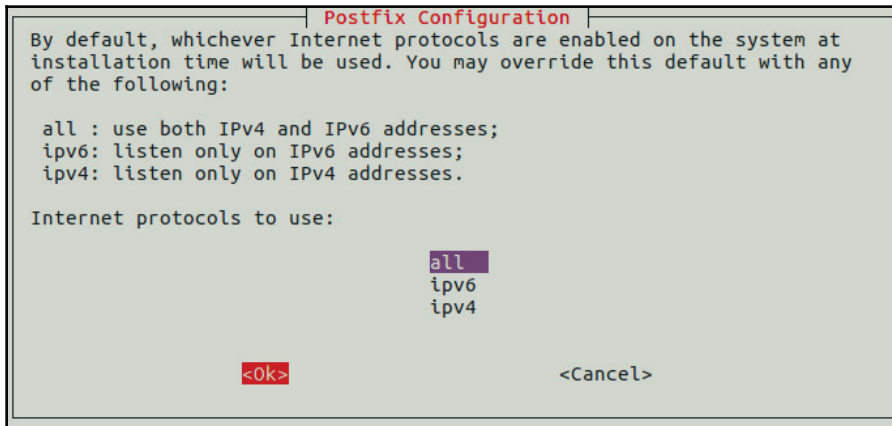 Postfix Configuration
By default, whichever Internet protocols are enabled on the system at
installation time will be used. You may override this default with any
of the following:
all : use both IPv4 and IPv6 addresses;
ipv6: listen only on IPv6 addresses;
ipv4: listen only on IPv4 addresses.
Internet protocols to use:
all
ipv6
ipv4
<Ok> <Cancel>